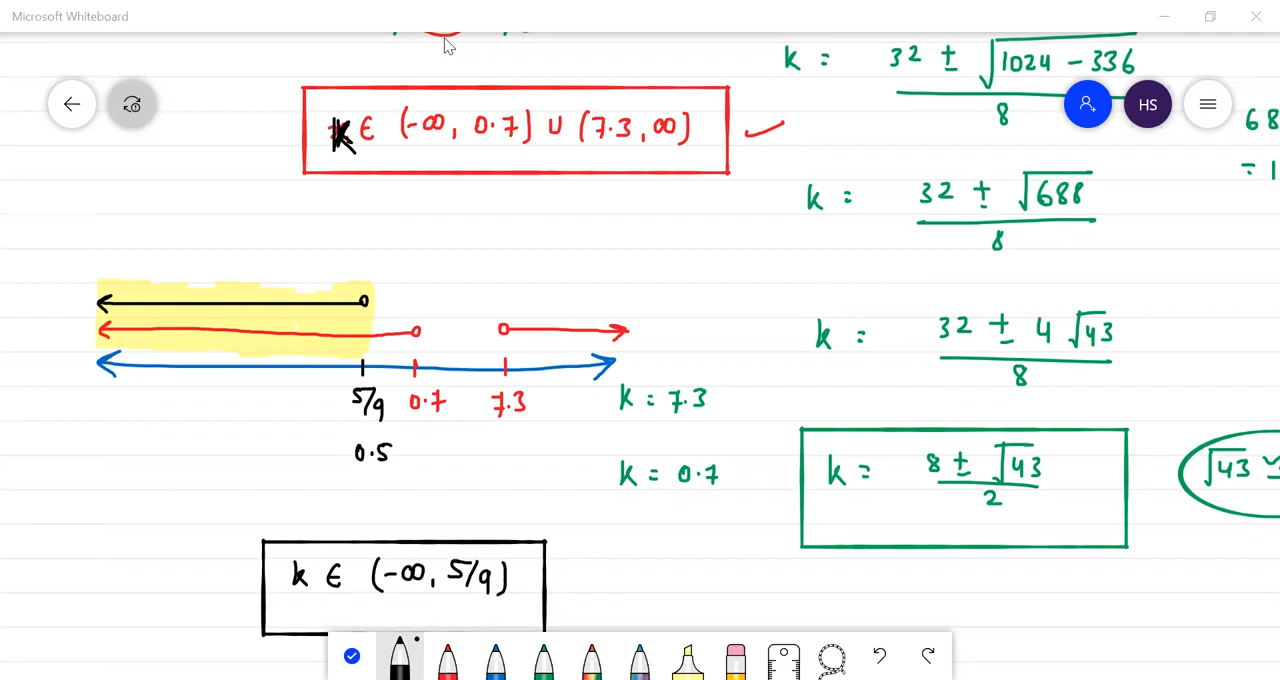 Microsoft Whiteboard
k = 32 ± √1024 - 336 / 8
HS
k ∈ (-∞, 0.7) ∪ (7.3, ∞)
68
= 1
k = 32 ± √688 / 8
k = 32 ± 4 √43 / 8
5/9 0.7 7.3
0.5
k = 7.3
k = 0.7
k = 8 ± √43 / 2
√43 ≃
k ∈ (-∞, 5/9)